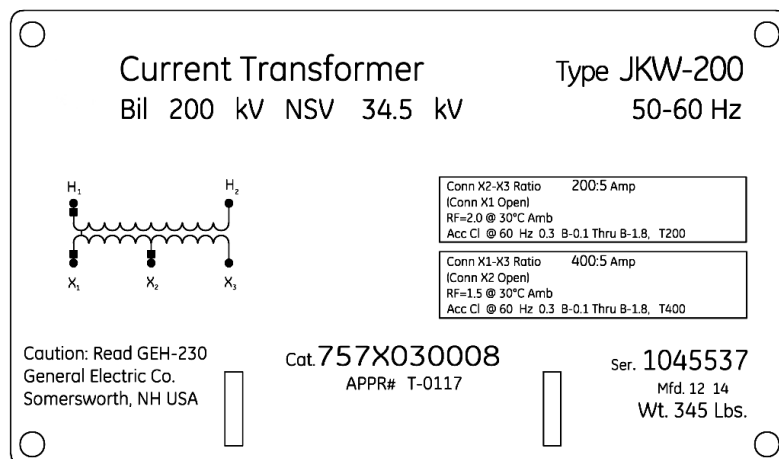 Current Transformer
Type JKW-200
Bil 200 kV NSV 34.5 kV
50-60 Hz
H₁
H₂
X₁
X₂
X₃
Conn X2-X3 Ratio 200:5 Amp
(Conn X1 Open)
RF=2.0 @ 30°C Amb
Acc Cl @ 60 Hz 0.3 B-0.1 Thru B-1.8, T200
Conn X1-X3 Ratio 400:5 Amp
(Conn X2 Open)
RF=1.5 @ 30°C Amb
Acc Cl @ 60 Hz 0.3 B-0.1 Thru B-1.8, T400
Caution: Read GEH-230
General Electric Co.
Somersworth, NH USA
Cat. 757X030008
APPR# T-0117
Ser. 1045537
Mfd. 12 14
Wt. 345 Lbs.